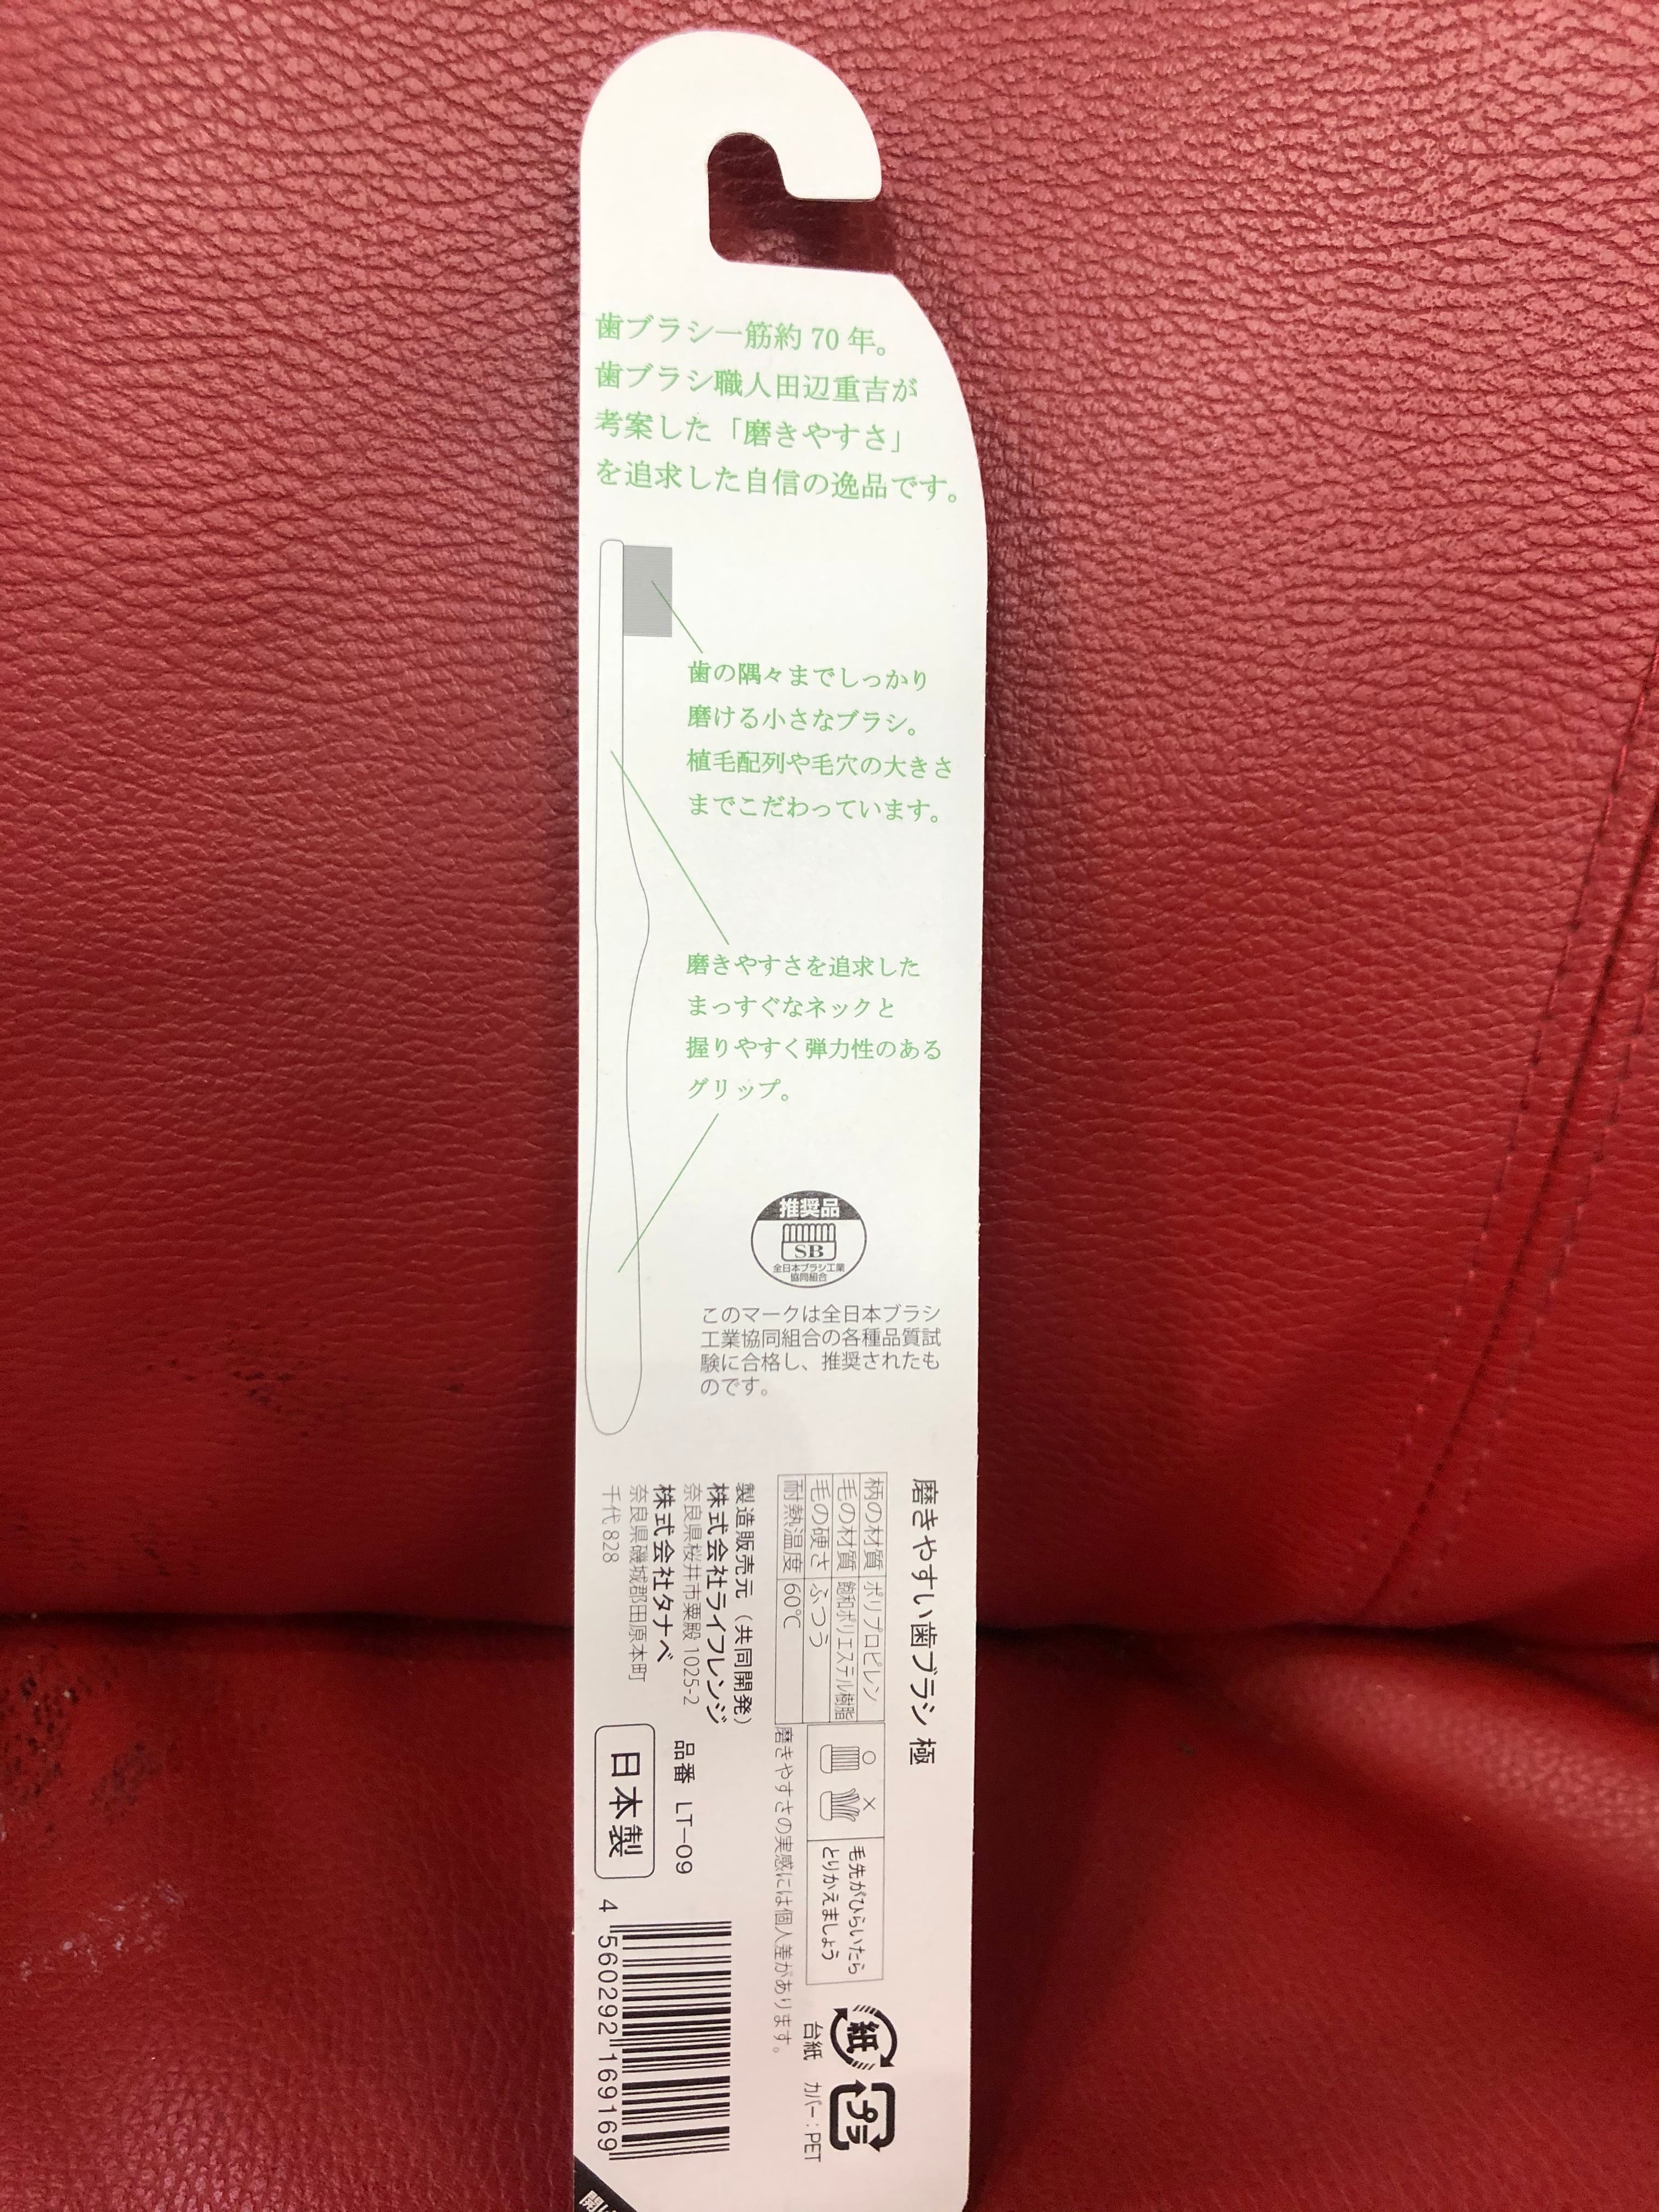 歯ブラシ一筋約70年。
歯ブラシ職人田辺重吉が
考案した「磨きやすさ」
を追求した自信の逸品です。
歯の隅々までしっかり
磨ける小さなブラシ。
植毛配列や毛穴の大きさ
までこだわっています。
磨きやすさを追求した
まっすぐなネックと
握りやすく弾力性のある
グリップ。
推奨品
SB
全日本ブラシ工業
協同組合
このマークは全日本ブラシ
工業協同組合の各種品質試
験に合格し、推奨されたも
のです。
磨きやすい歯ブラシ 極
柄の材質 ポリプロピレン
毛の材質 飽和ポリエステル樹脂
毛の硬さ ふつう
耐熱温度 60℃
○ ×
毛先がひらいたら
とりかえましょう
磨きやすさの実感には個人差があります。
製造販売元（共同開発）
株式会社ライフレンジ
奈良県桜井市粟殿1025-2
株式会社タナベ
奈良県磯城郡田原本町
千代828
品番 LT-09
日本製
紙
プラ
台紙 カバー：PET
4 560292 169169